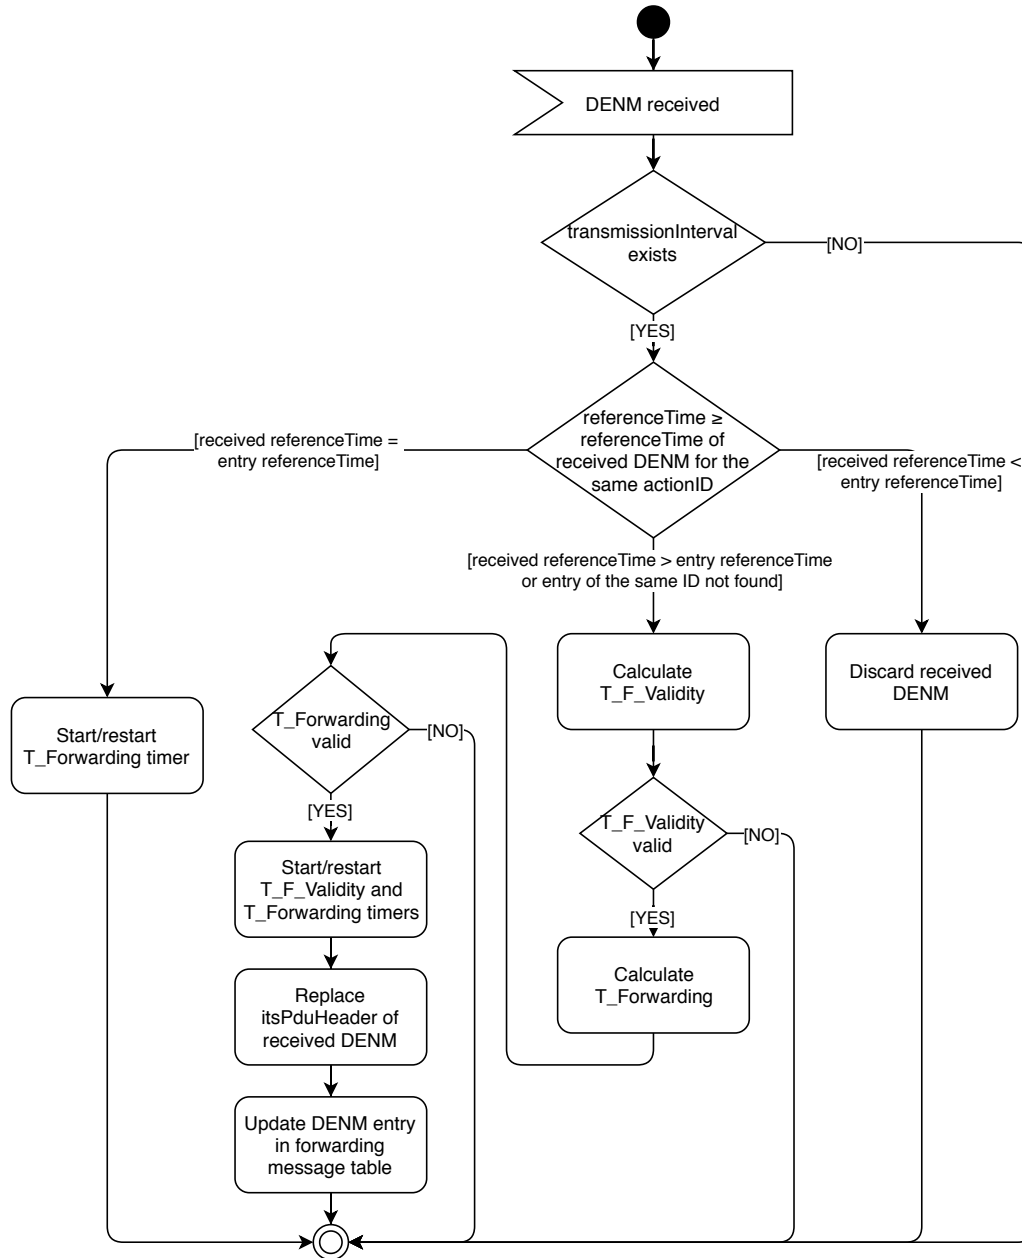 DENM received
transmissionInterval
exists
[NO]
[YES]
referenceTime ≥
referenceTime of
received DENM for the
same actionID
[received referenceTime =
entry referenceTime]
[received referenceTime <
entry referenceTime]
[received referenceTime > entry referenceTime
or entry of the same ID not found]
Calculate
T_F_Validity
Discard received
DENM
T_Forwarding
valid
[NO]
Start/restart
T_Forwarding timer
[YES]
T_F_Validity
valid
[NO]
Start/restart
T_F_Validity and
T_Forwarding timers
[YES]
Calculate
T_Forwarding
Replace
itsPduHeader of
received DENM
Update DENM entry
in forwarding
message table